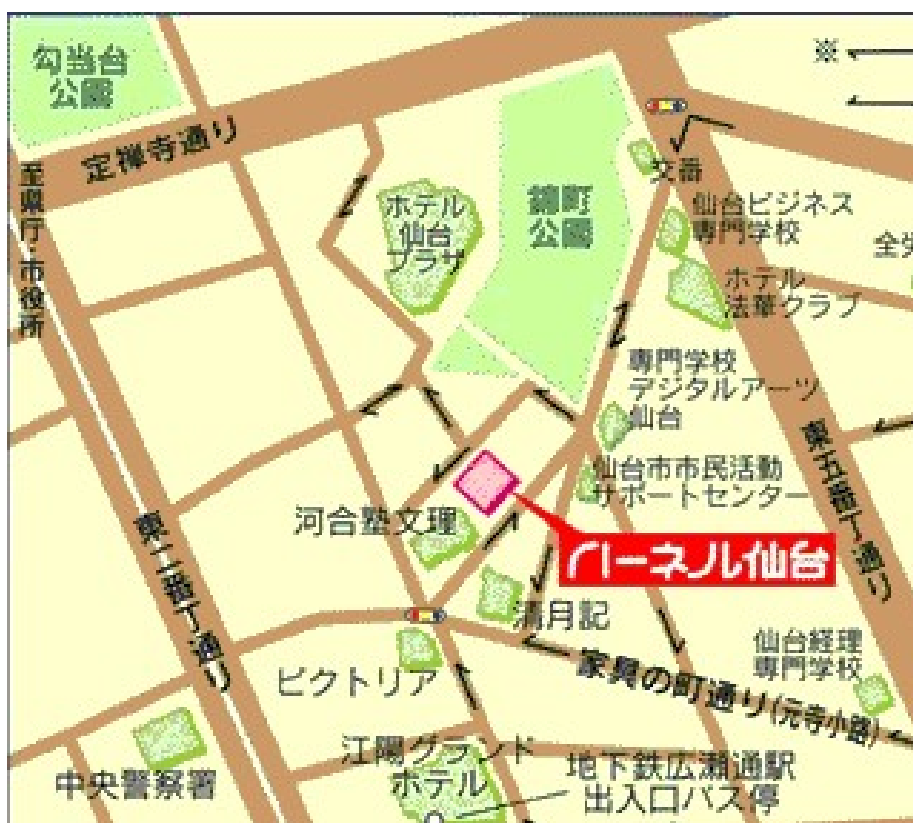 勾当台
公園
定禅寺通り
至県庁・市役所
ホテル
仙台
プラザ
錦町
公園
※
交番
仙台ビジネス
専門学校
ホテル
法華クラブ
専門学校
デジタルアーツ
仙台
仙台市市民活動
サポートセンター
東五番丁通り
河合塾文理
ハーネル仙台
清月記
東二番丁通り
ビクトリア
家具の町通り(元寺小路)
仙台経理
専門学校
中央警察署
江陽グランド
ホテル
地下鉄広瀬通駅
出入口バス停